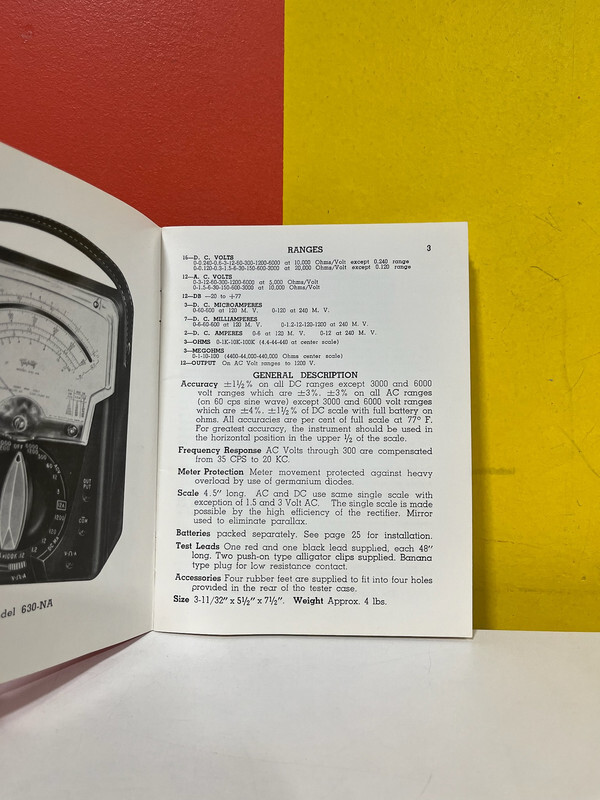 del 630-NA
RANGES 3
16—D. C. VOLTS
0-0.240-0.6-3-12-60-300-1200-6000 at 10,000 Ohms/Volt except 0.240 range
0-0.120-0.3-1.5-6-30-150-600-3000 at 20,000 Ohms/Volt except 0.120 range
12—A. C. VOLTS
0-3-12-60-300-1200-6000 at 5,000 Ohms/Volt
0-1.5-6-30-150-600-3000 at 10,000 Ohms/Volt
12—DB —20 to +77
3—D. C. MICROAMPERES
0-60-600 at 120 M. V. 0-120 at 240 M. V.
7—D. C. MILLIAMPERES
0-6-60-600 at 120 M. V. 0-1.2-12-120-1200 at 240 M. V.
2—D. C. AMPERES 0-6 at 120 M. V. 0-12 at 240 M. V.
3—OHMS 0-1K-10K-100K (4.4-44-440 at center scale)
3—MEGOHMS
0-1-10-100 (4400-44,000-440,000 Ohms center scale)
12—OUTPUT On AC Volt ranges to 1200 V.
GENERAL DESCRIPTION
Accuracy ±1½% on all DC ranges except 3000 and 6000
volt ranges which are ±3%. ±3% on all AC ranges
(on 60 cps sine wave) except 3000 and 6000 volt ranges
which are ±4%. ±1½% of DC scale with full battery on
ohms. All accuracies are per cent of full scale at 77° F.
For greatest accuracy, the instrument should be used in
the horizontal position in the upper ½ of the scale.
Frequency Response AC Volts through 300 are compensated
from 35 CPS to 20 KC.
Meter Protection Meter movement protected against heavy
overload by use of germanium diodes.
Scale 4.5" long. AC and DC use same single scale with
exception of 1.5 and 3 Volt AC. The single scale is made
possible by the high efficiency of the rectifier. Mirror
used to eliminate parallax.
Batteries packed separately. See page 25 for installation.
Test Leads One red and one black lead supplied, each 48"
long. Two push-on type alligator clips supplied. Banana
type plug for low resistance contact.
Accessories Four rubber feet are supplied to fit into four holes
provided in the rear of the tester case.
Size 3-11/32" x 5½" x 7½". Weight Approx. 4 lbs.